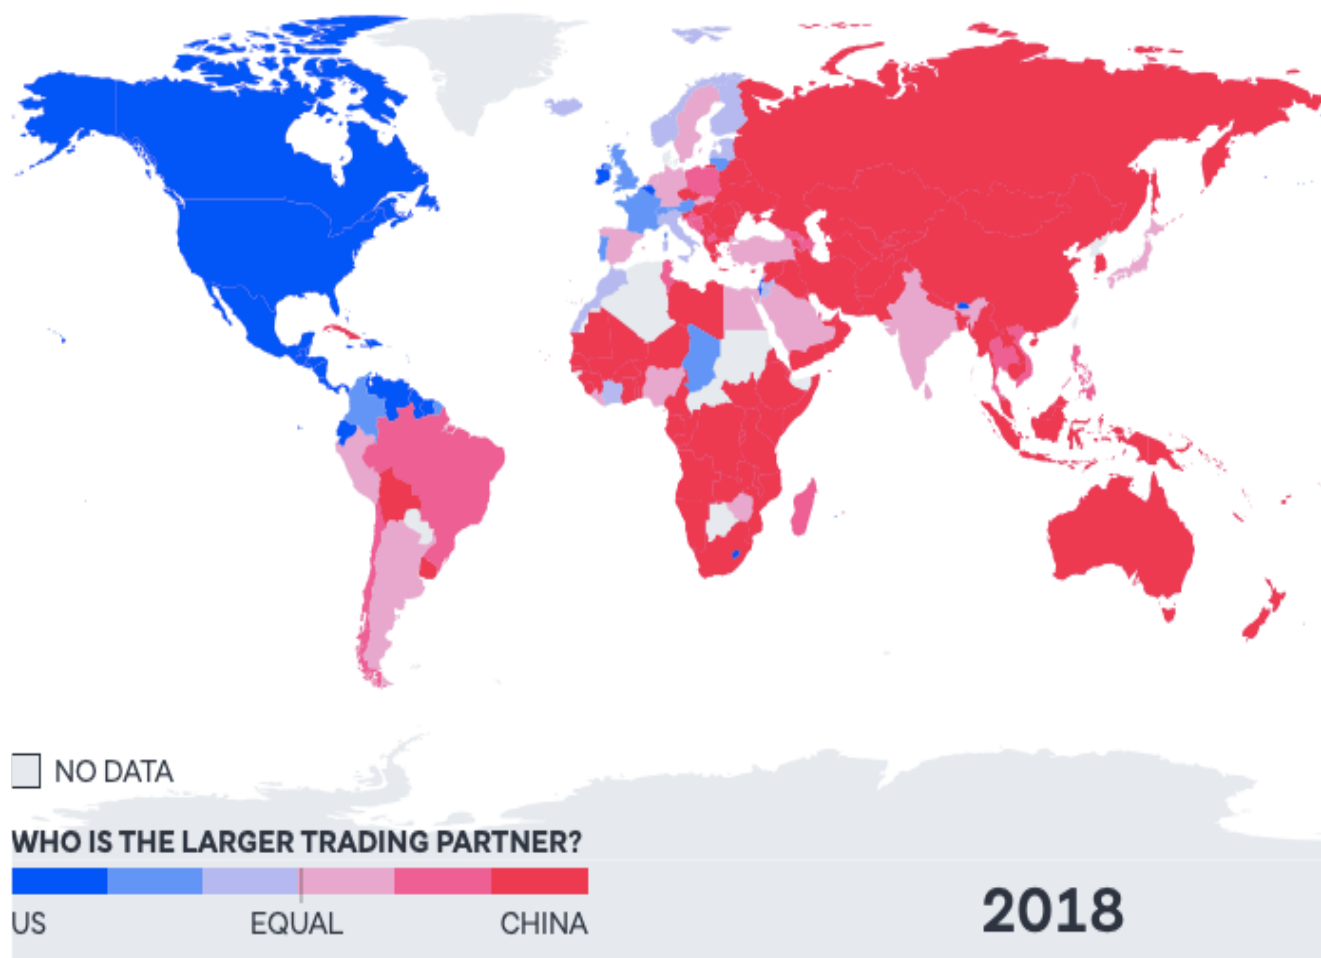 NO DATA
WHO IS THE LARGER TRADING PARTNER?
US EQUAL CHINA
2018